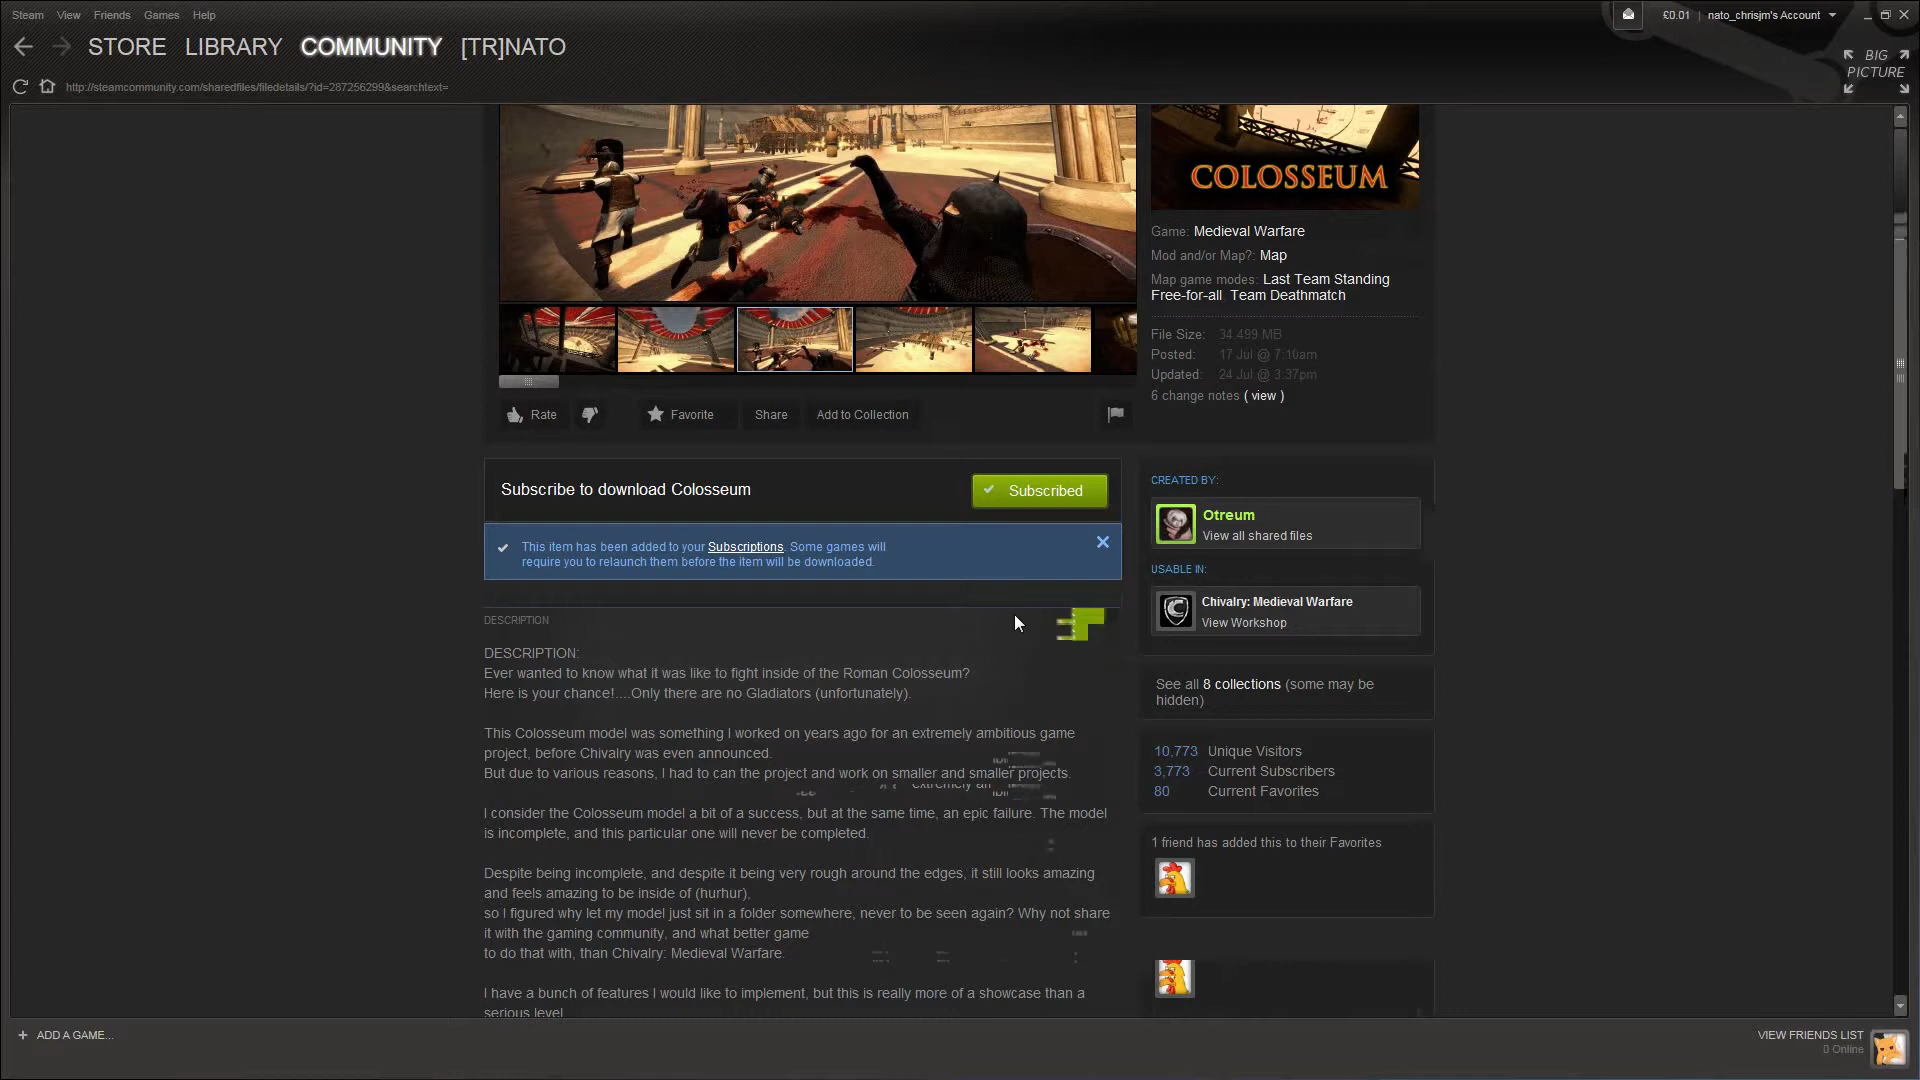 Steam View Friends Games Help
£0.01 nato_chrisjm's Account
STORE LIBRARY COMMUNITY [TR]NATO
BIG
PICTURE
http://steamcommunity.com/sharedfiles/filedetails/?id=287256299&searchtext=
COLOSSEUM
Game: Medieval Warfare
Mod and/or Map?: Map
Map game modes: Last Team Standing
Free-for-all Team Deathmatch
File Size: 34.499 MB
Posted: 17 Jul @ 7:10am
Updated: 24 Jul @ 3:37pm
6 change notes ( view )
Rate Favorite Share Add to Collection
Subscribe to download Colosseum
Subscribed
This item has been added to your Subscriptions. Some games will
require you to relaunch them before the item will be downloaded.
CREATED BY:
Otreum
View all shared files
USABLE IN:
Chivalry: Medieval Warfare
View Workshop
See all 8 collections (some may be
hidden)
10,773 Unique Visitors
3,773 Current Subscribers
80 Current Favorites
1 friend has added this to their Favorites
DESCRIPTION
DESCRIPTION:
Ever wanted to know what it was like to fight inside of the Roman Colosseum?
Here is your chance!....Only there are no Gladiators (unfortunately).
This Colosseum model was something I worked on years ago for an extremely ambitious game
project, before Chivalry was even announced.
But due to various reasons, I had to can the project and work on smaller and smaller projects.
I consider the Colosseum model a bit of a success, but at the same time, an epic failure. The model
is incomplete, and this particular one will never be completed.
Despite being incomplete, and despite it being very rough around the edges, it still looks amazing
and feels amazing to be inside of (hurhur),
so I figured why let my model just sit in a folder somewhere, never to be seen again? Why not share
it with the gaming community, and what better game
to do that with, than Chivalry: Medieval Warfare.
I have a bunch of features I would like to implement, but this is really more of a showcase than a
serious level
+ ADD A GAME...
VIEW FRIENDS LIST
0 Online